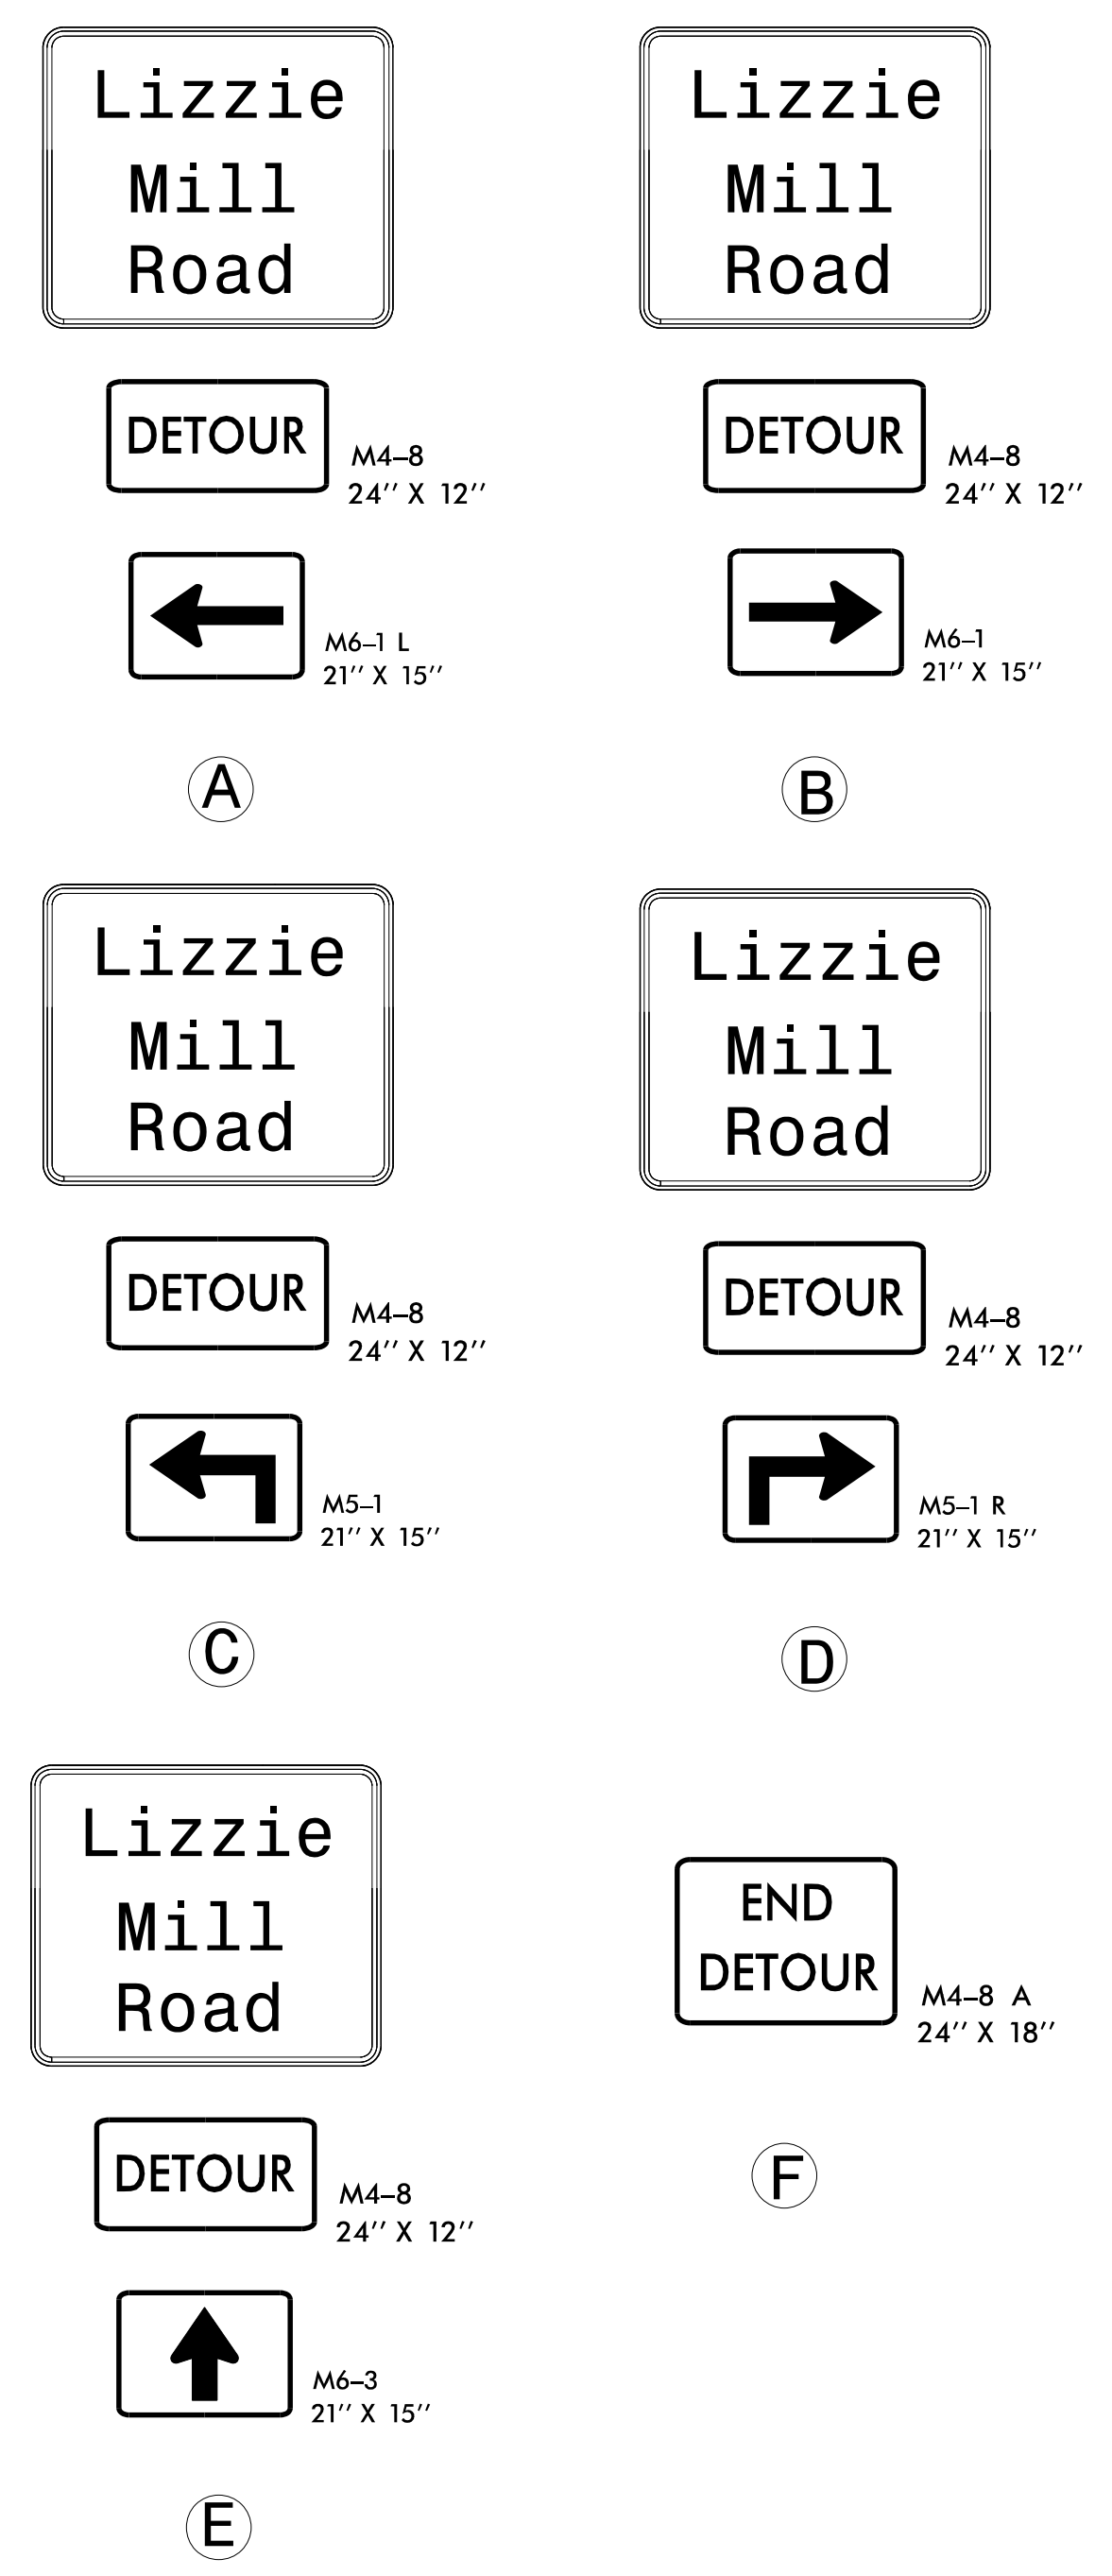 Lizzie
Mill
Road
DETOUR
M4–8
24'' X 12''
M6–1 L
21'' X 15''
A
Lizzie
Mill
Road
DETOUR
M4–8
24'' X 12''
M6–1
21'' X 15''
B
Lizzie
Mill
Road
DETOUR
M4–8
24'' X 12''
M5–1
21'' X 15''
C
Lizzie
Mill
Road
DETOUR
M4–8
24'' X 12''
M5–1 R
21'' X 15''
D
Lizzie
Mill
Road
DETOUR
M4–8
24'' X 12''
M6–3
21'' X 15''
E
END
DETOUR
M4–8 A
24'' X 18''
F